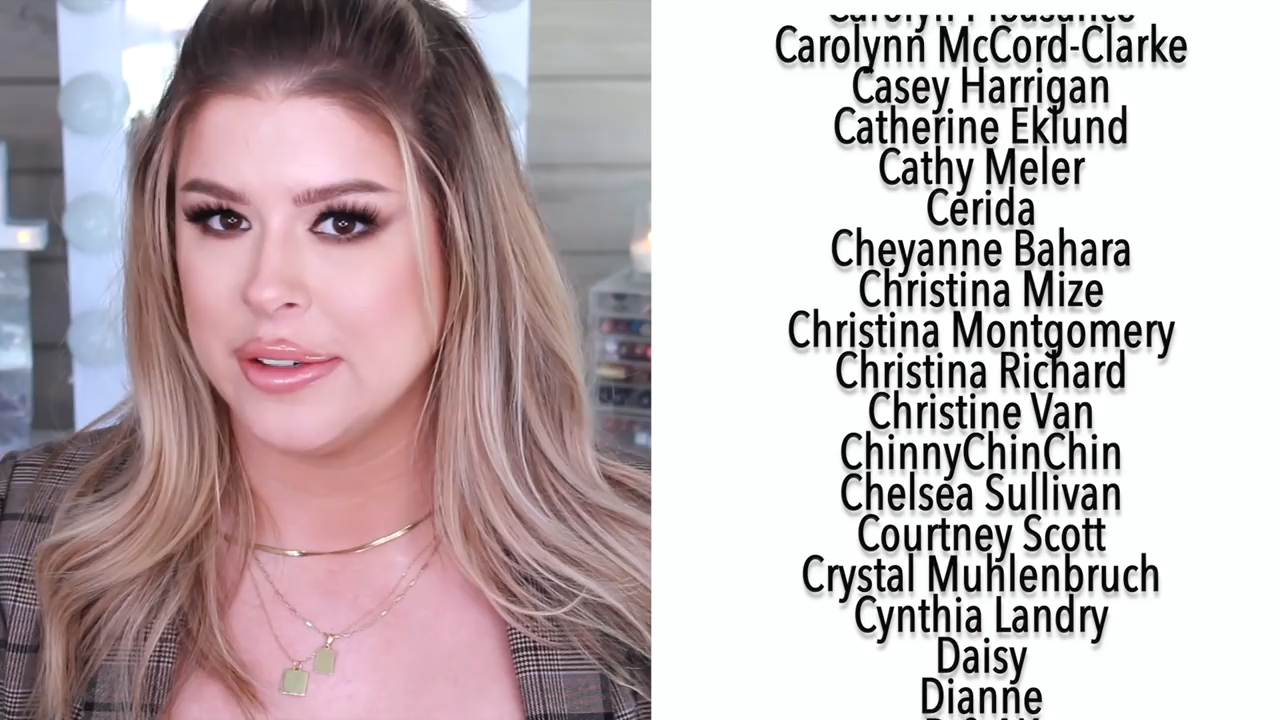 Carolynn McCord-Clarke
Casey Harrigan
Catherine Eklund
Cathy Meler
Cerida
Cheyanne Bahara
Christina Mize
Christina Montgomery
Christina Richard
Christine Van
ChinnyChinChin
Chelsea Sullivan
Courtney Scott
Crystal Muhlenbruch
Cynthia Landry
Daisy
Dianne